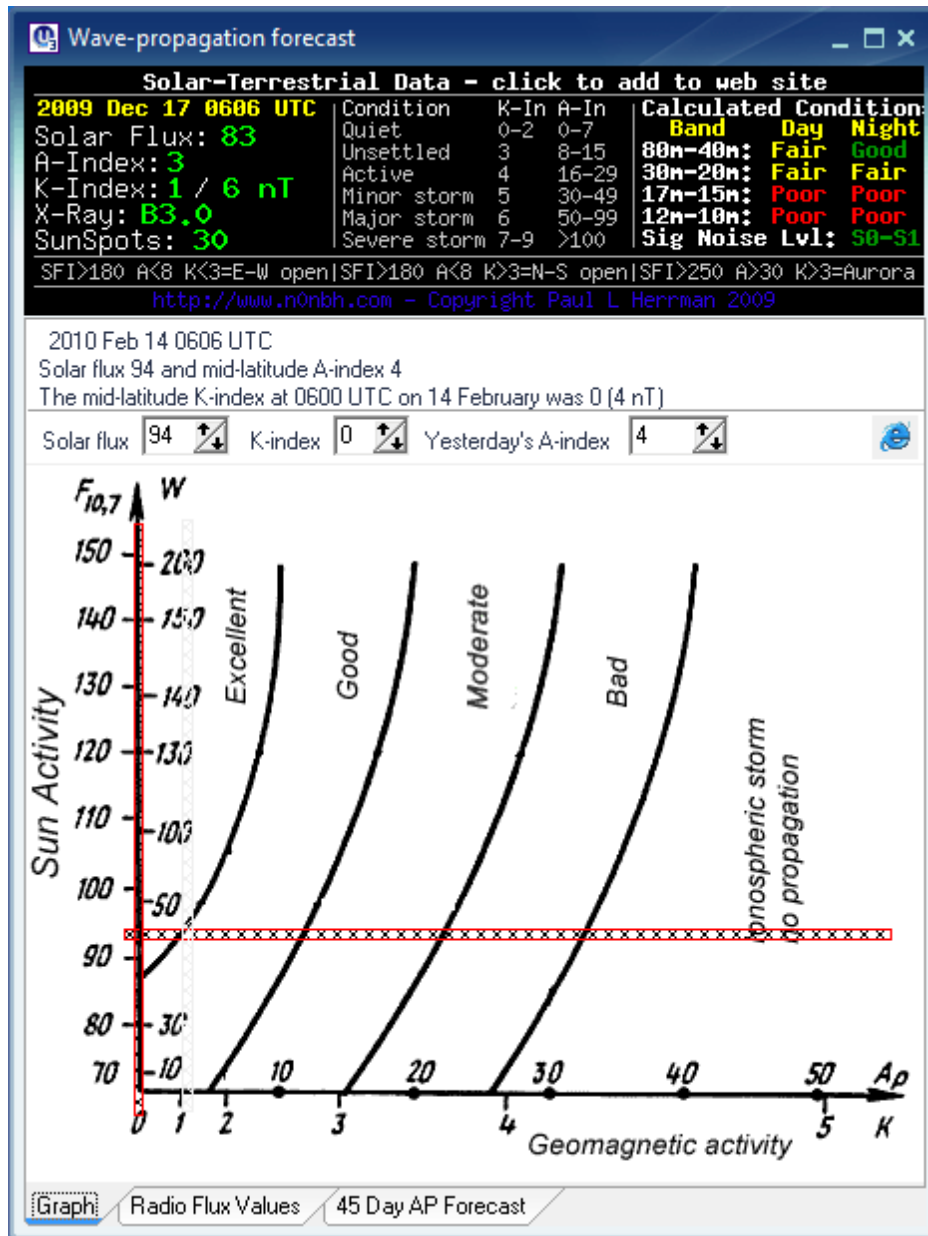 Wave-propagation forecast
Solar-Terrestrial Data - click to add to web site
2009 Dec 17 0606 UTC
Solar Flux: 83
A-Index: 3
K-Index: 1 / 6 nT
X-Ray: B3.0
SunSpots: 30
Condition K-In A-In
Quiet 0-2 0-7
Unsettled 3 8-15
Active 4 16-29
Minor storm 5 30-49
Major storm 6 50-99
Severe storm 7-9 >100
Calculated Condition
Band Day Night
80m-40m: Fair Good
30m-20m: Fair Fair
17m-15m: Poor Poor
12m-10m: Poor Poor
Sig Noise Lvl: S0-S1
SFI>180 A<8 K<3=E-W open|SFI>180 A<8 K>3=N-S open|SFI>250 A>30 K>3=Aurora
http://www.n0nbh.com - Copyright Paul L Herrman 2009
2010 Feb 14 0606 UTC
Solar flux 94 and mid-latitude A-index 4
The mid-latitude K-index at 0600 UTC on 14 February was 0 (4 nT)
Solar flux 94 K-index 0 Yesterday's A-index 4
F10,7 W
150 200
140 150
130 140
120 130
110 100
100 50
90
80 30
70 10
Sun Activity
Excellent
Good
Moderate
Bad
Ionospheric storm
no propagation
10 20 30 40 50 Ap
0 1 2 3 4 5 K
Geomagnetic activity
Graph Radio Flux Values 45 Day AP Forecast